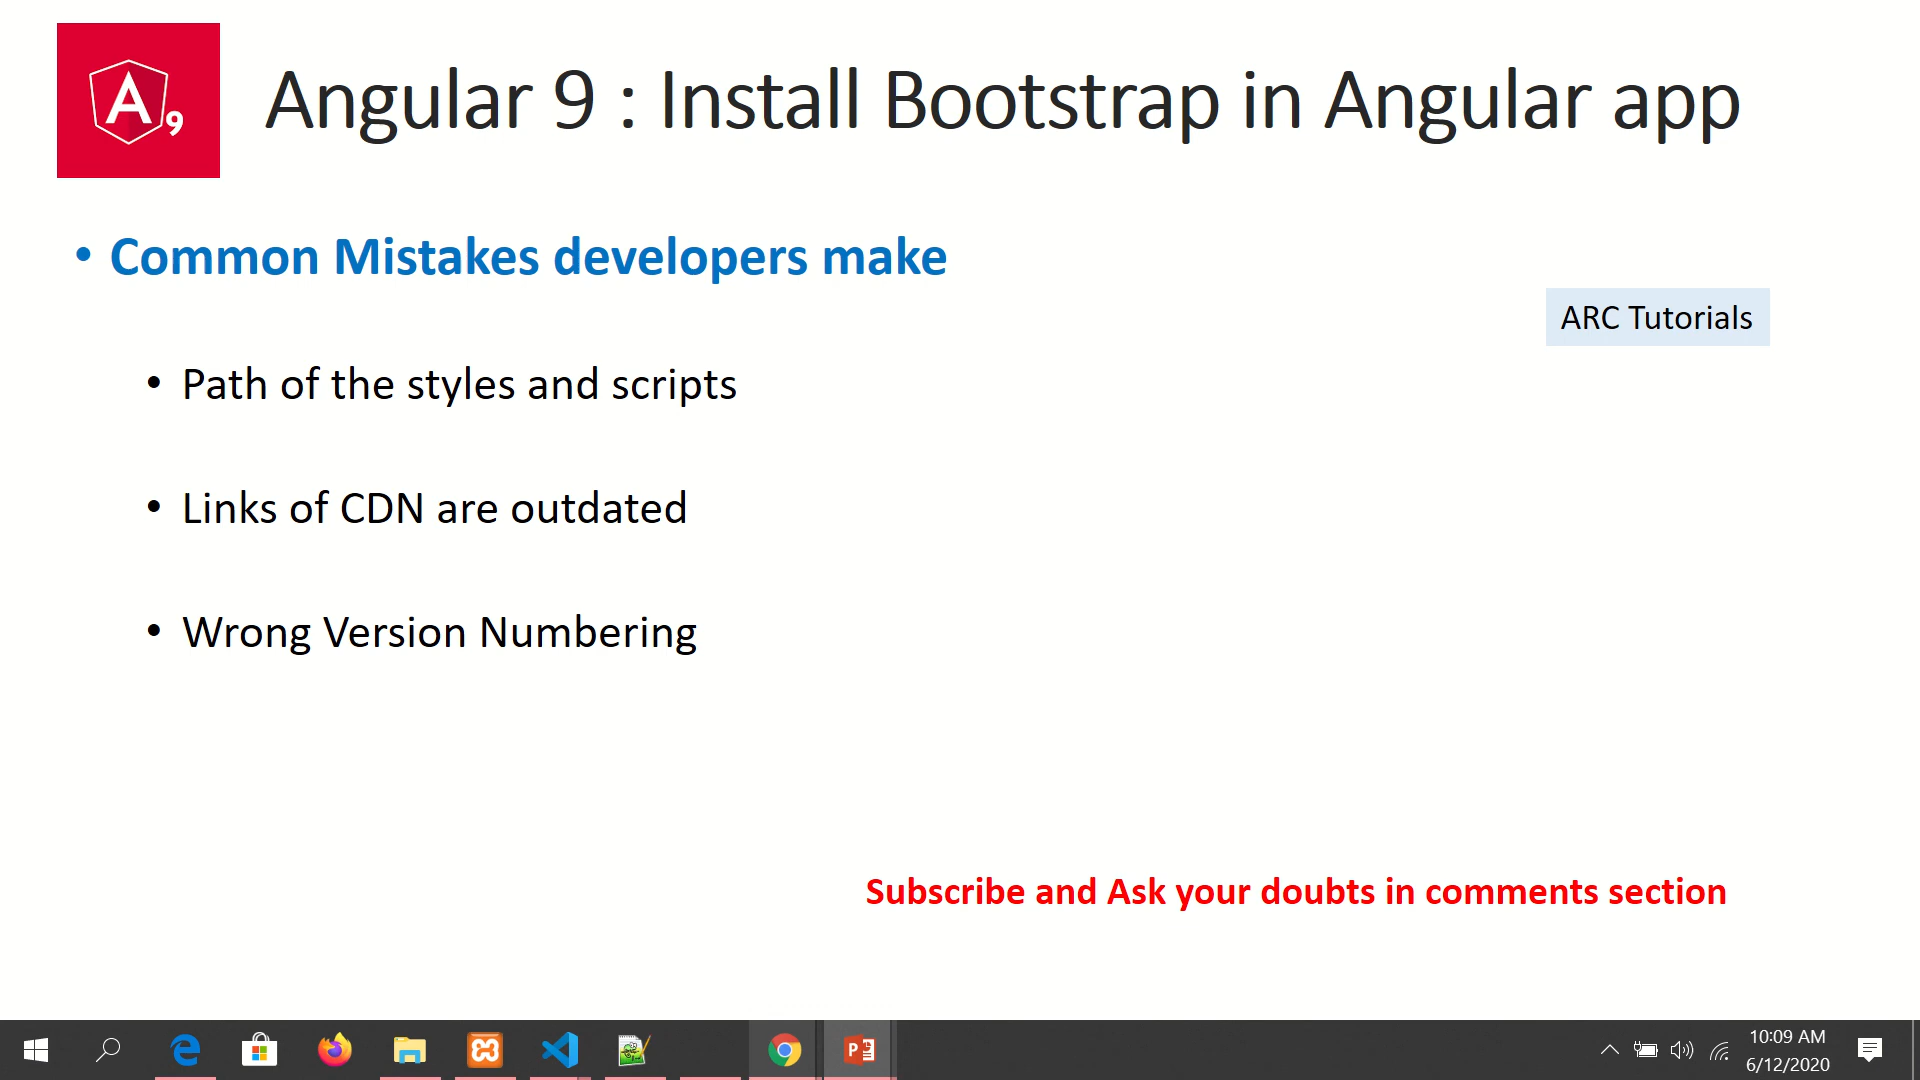 A9
Angular 9 : Install Bootstrap in Angular app
• Common Mistakes developers make
ARC Tutorials
• Path of the styles and scripts
• Links of CDN are outdated
• Wrong Version Numbering
Subscribe and Ask your doubts in comments section
10:09 AM
6/12/2020